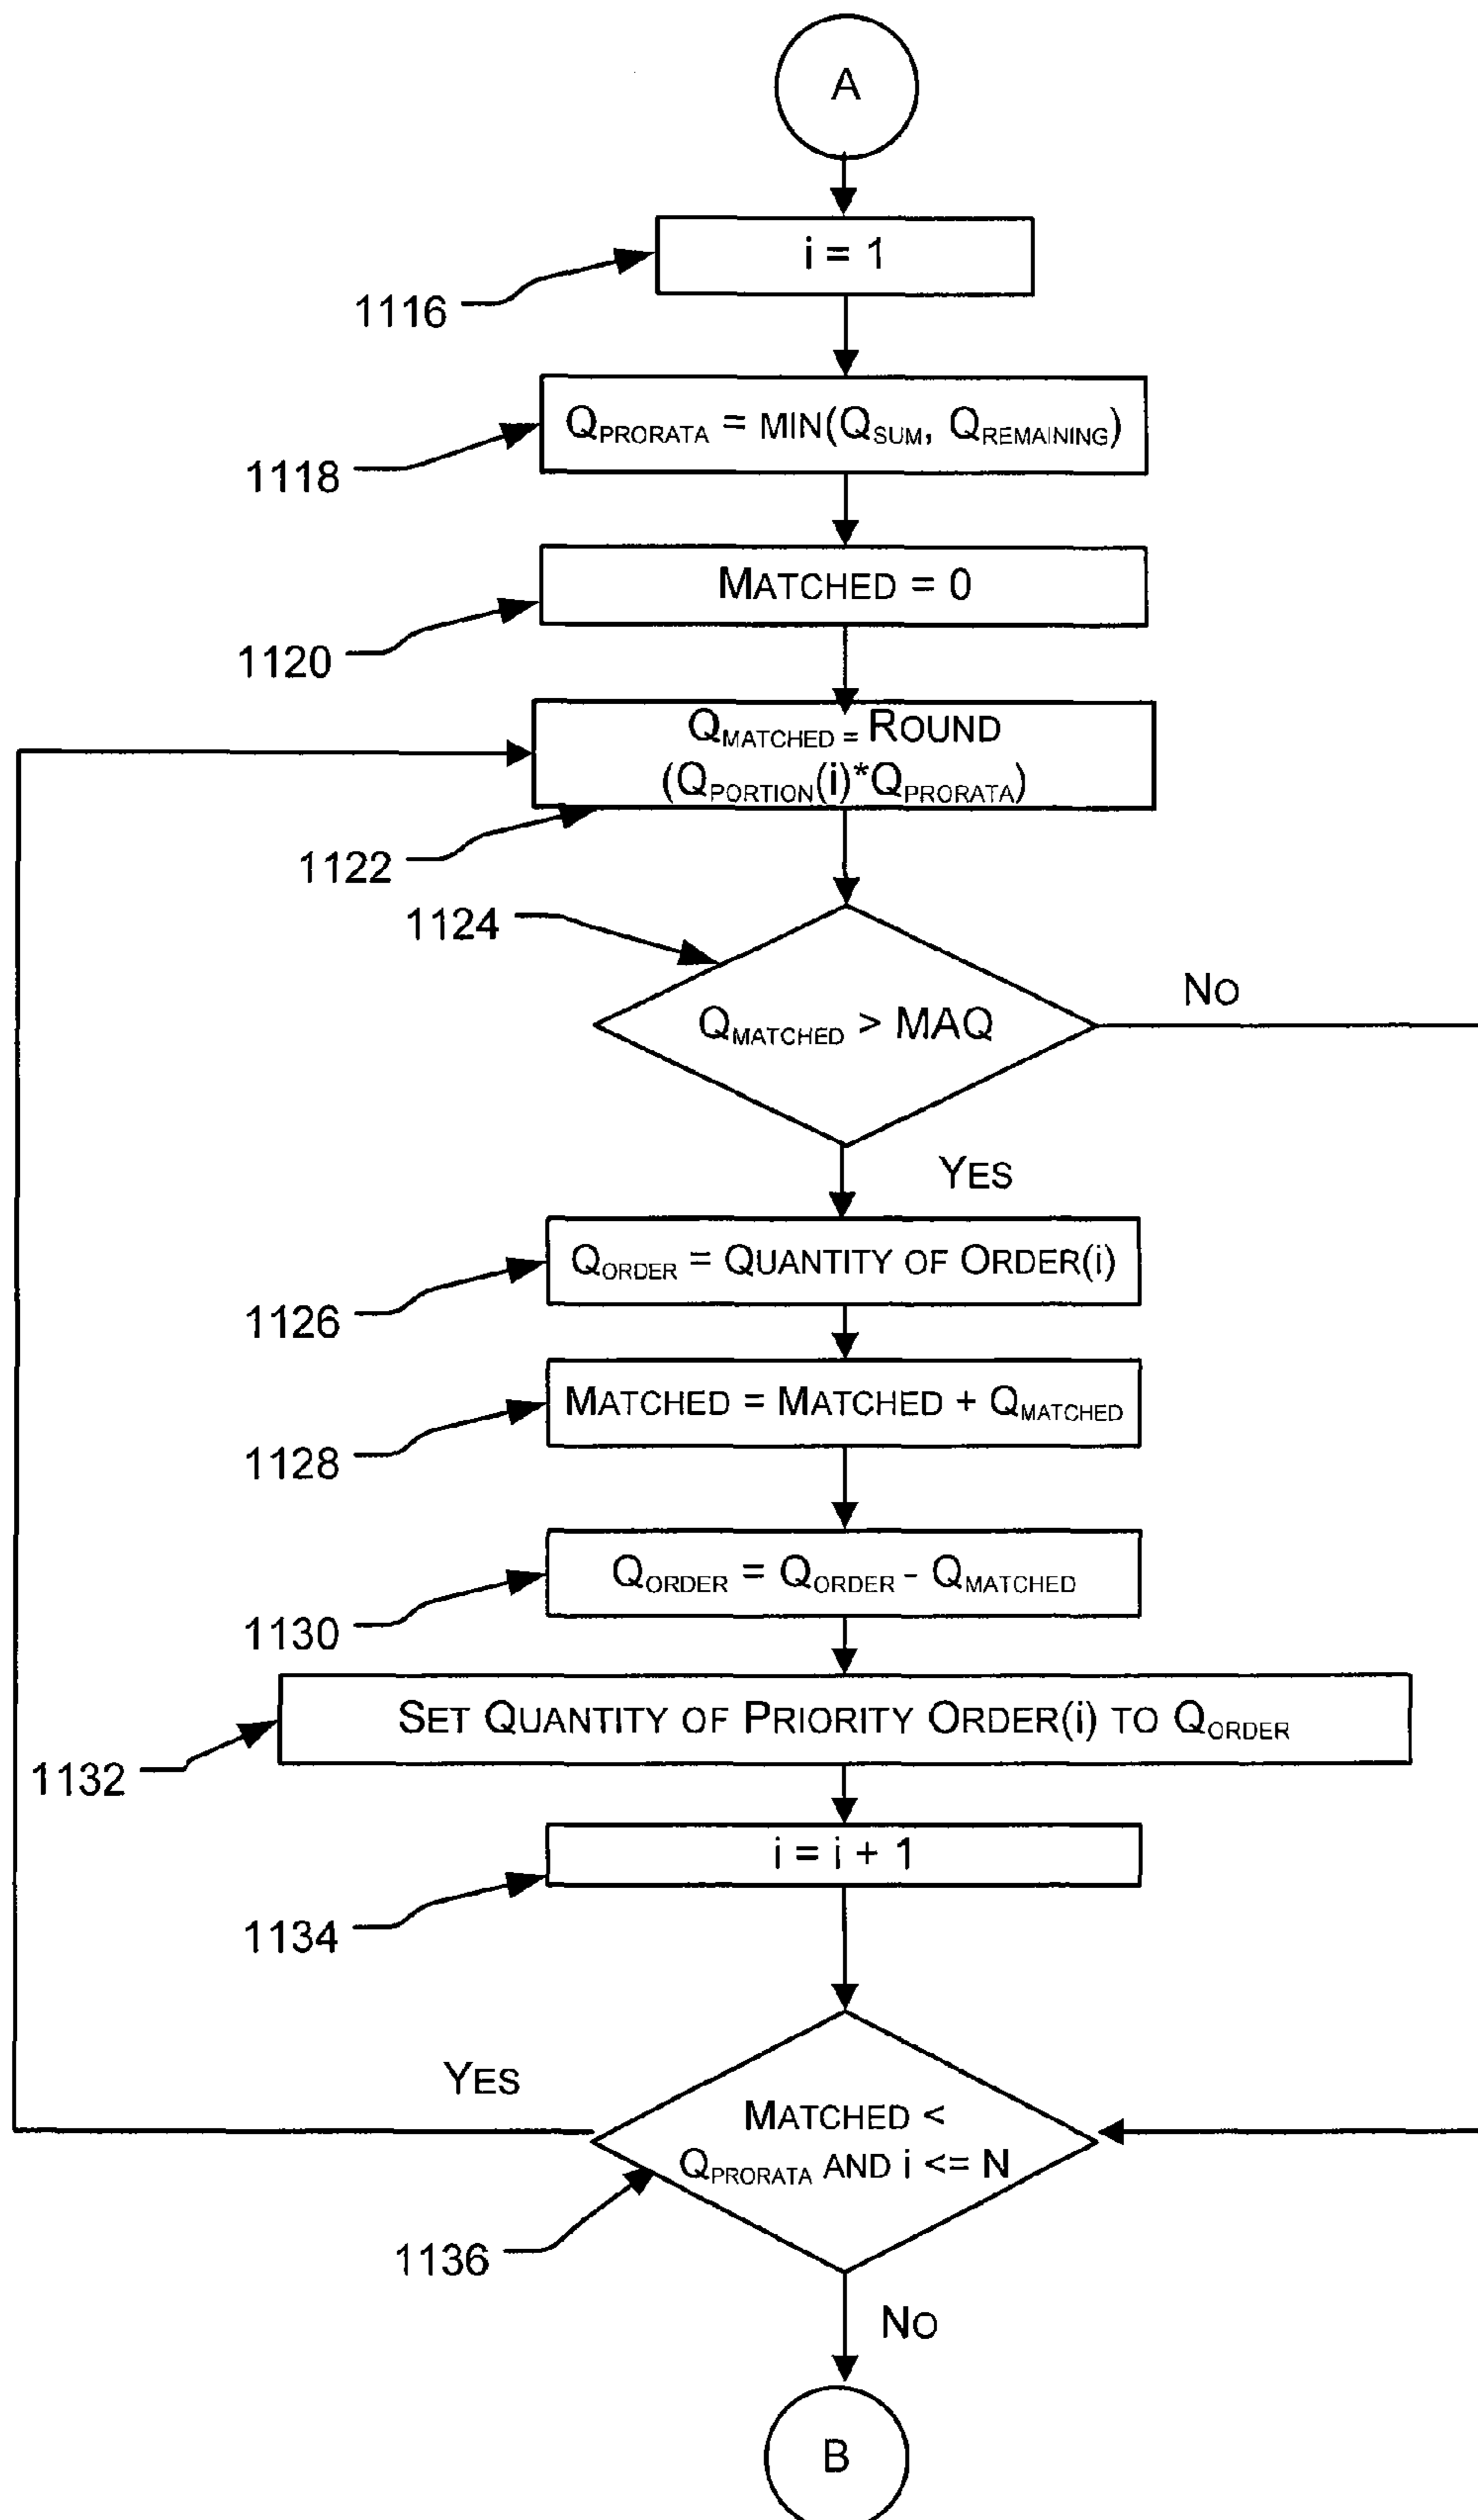 A
i = 1
1116
QPRORATA = MIN(QSUM, QREMAINING)
1118
MATCHED = 0
1120
QMATCHED = ROUND
(QPORTION(i)*QPRORATA)
1122
1124
QMATCHED > MAQ
NO
YES
QORDER = QUANTITY OF ORDER(i)
1126
MATCHED = MATCHED + QMATCHED
1128
QORDER = QORDER - QMATCHED
1130
SET QUANTITY OF PRIORITY ORDER(i) TO QORDER
1132
i = i + 1
1134
YES
MATCHED <
QPRORATA AND i <= N
1136
NO
B